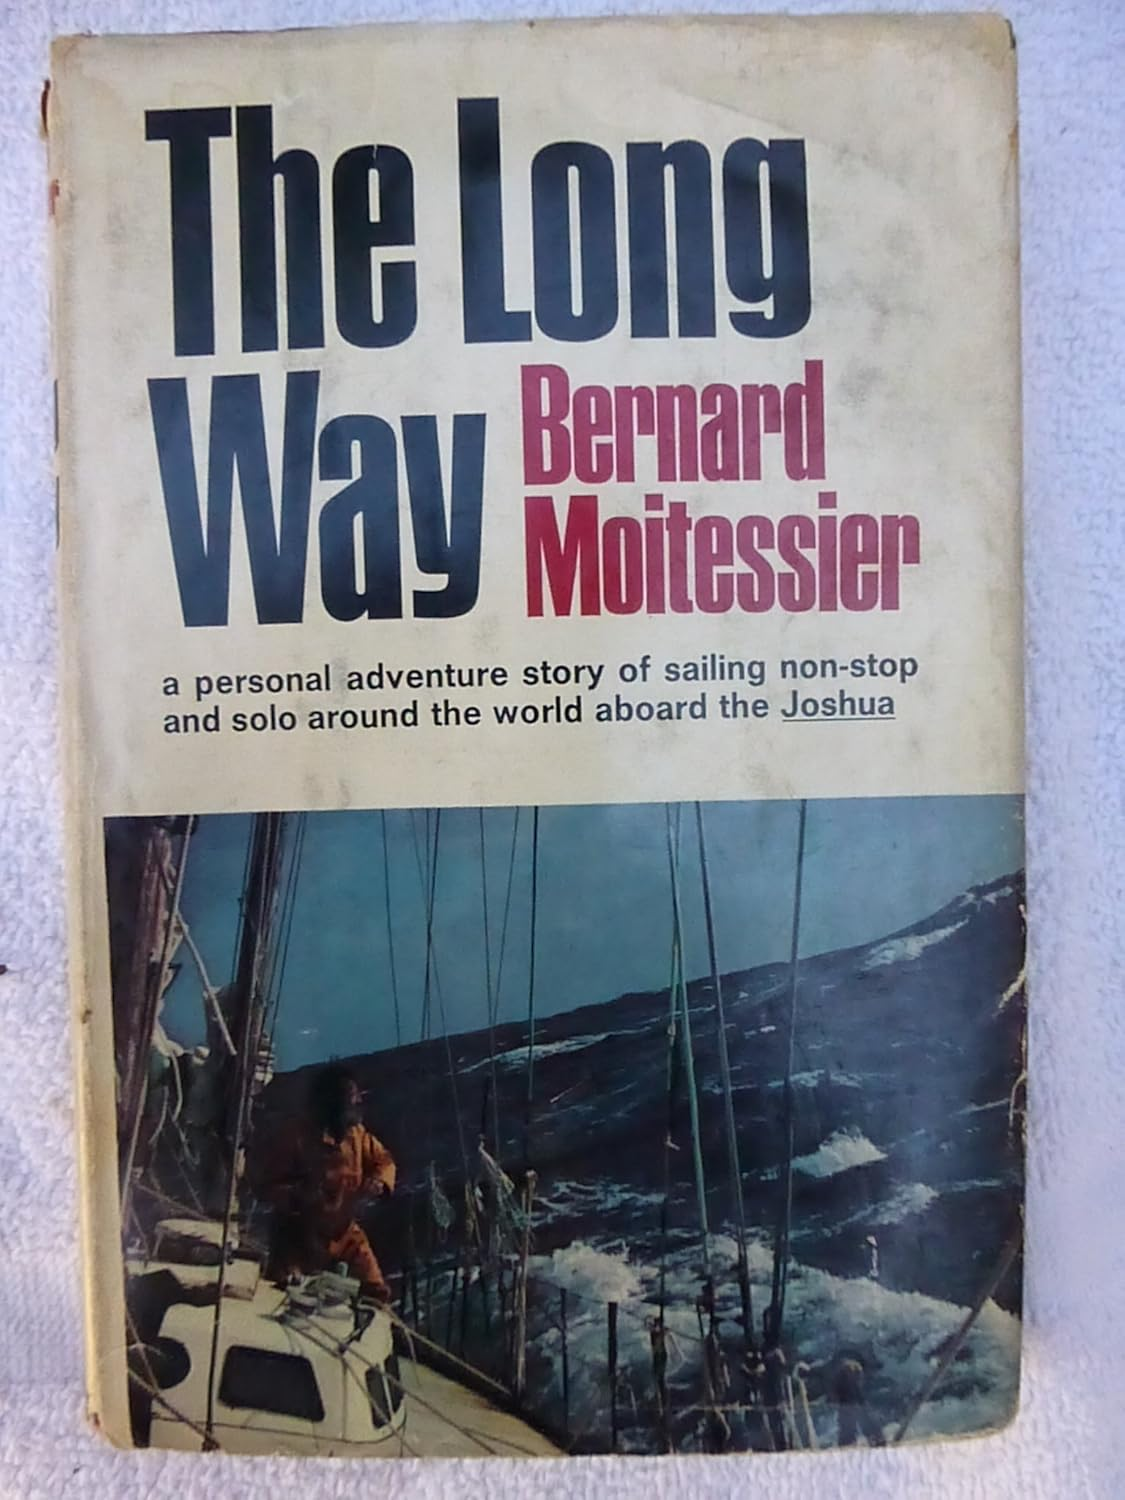 The Long
Way
Bernard
Moitessier
a personal adventure story of sailing non-stop
and solo around the world aboard the Joshua